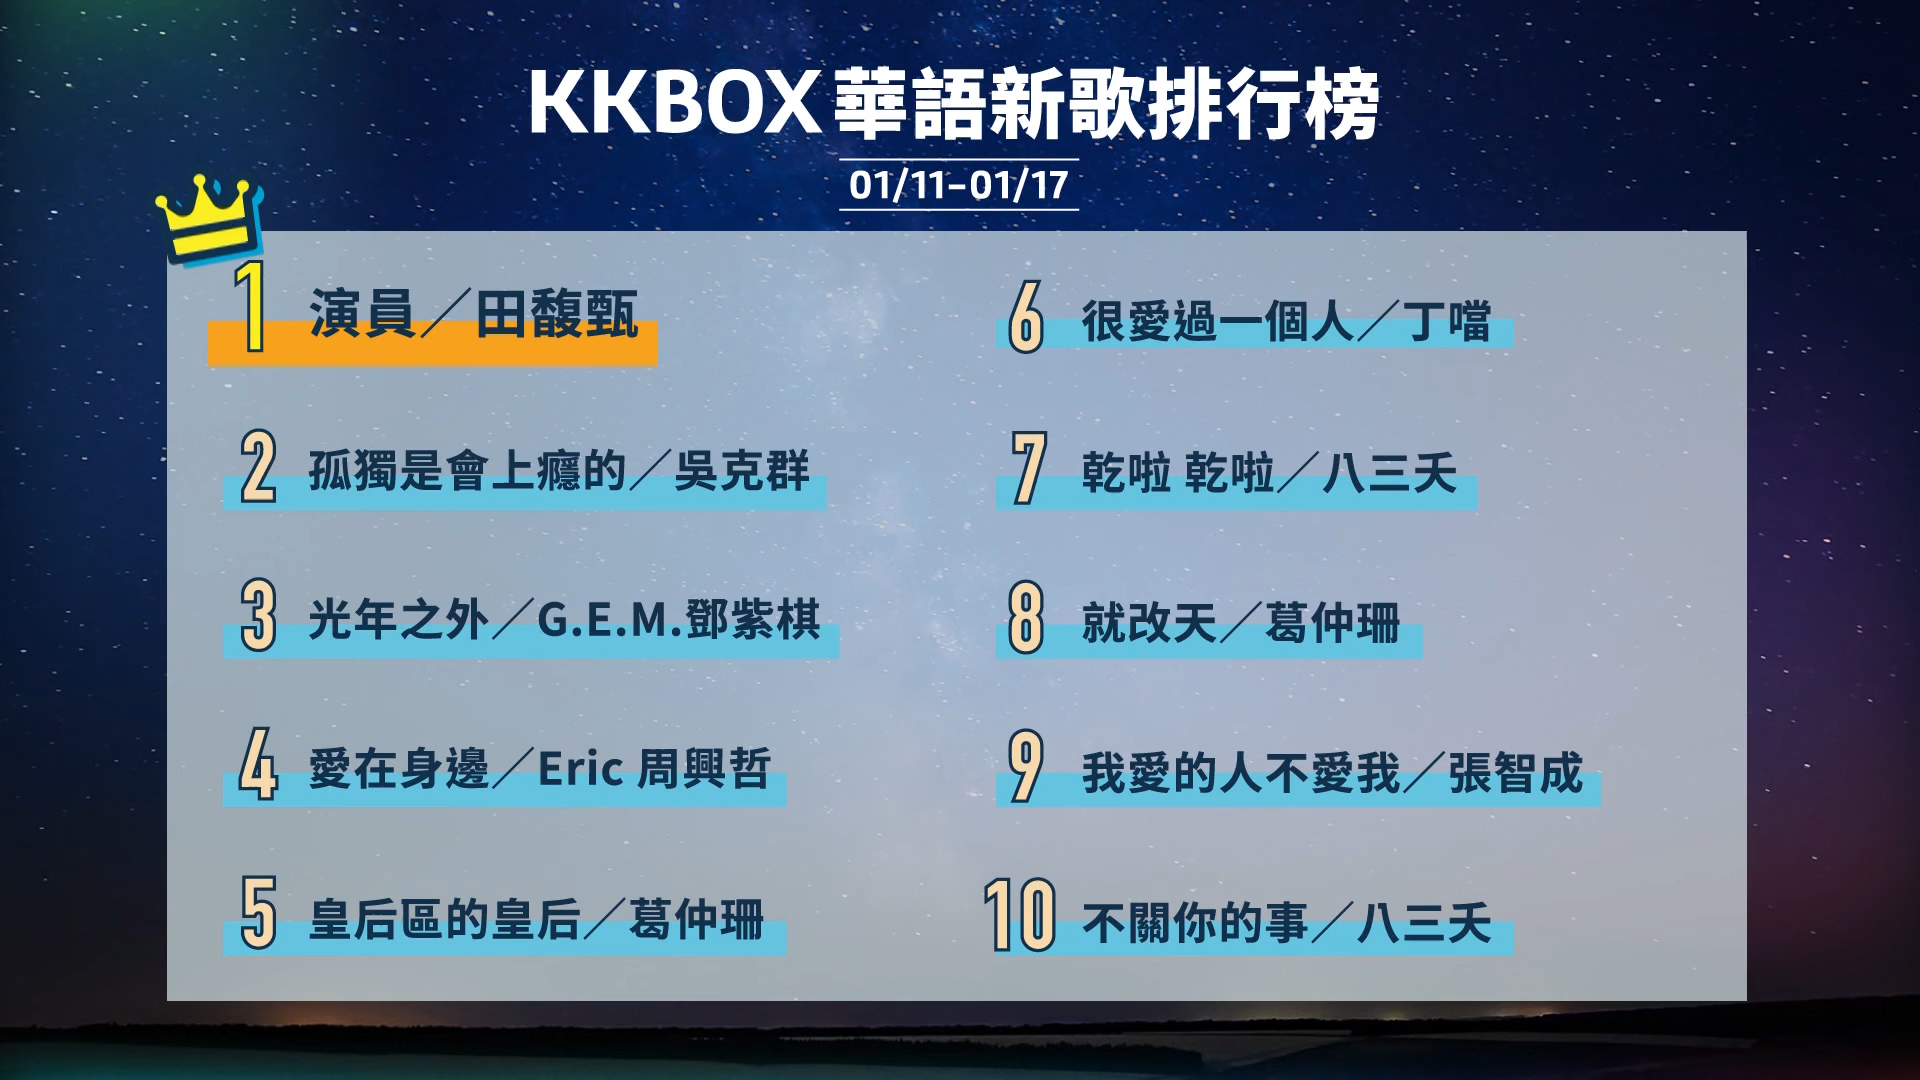 KKBOX華語新歌排行榜
01/11-01/17
1 演員／田馥甄
2 孤獨是會上癮的／吳克群
3 光年之外／G.E.M.鄧紫棋
4 愛在身邊／Eric 周興哲
5 皇后區的皇后／葛仲珊
6 很愛過一個人／丁噹
7 乾啦 乾啦／八三夭
8 就改天／葛仲珊
9 我愛的人不愛我／張智成
10 不關你的事／八三夭